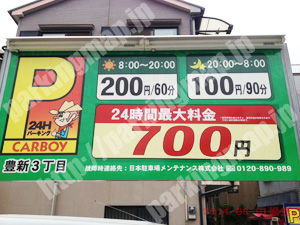 P
24H
パーキング
CARBOY
豊新3丁目
8:00~20:00
200円/60分
20:00~8:00
100円/90分
24時間最大料金
700円
故障時連絡先:日本駐車場メンテナンス株式会社 0120-890-989